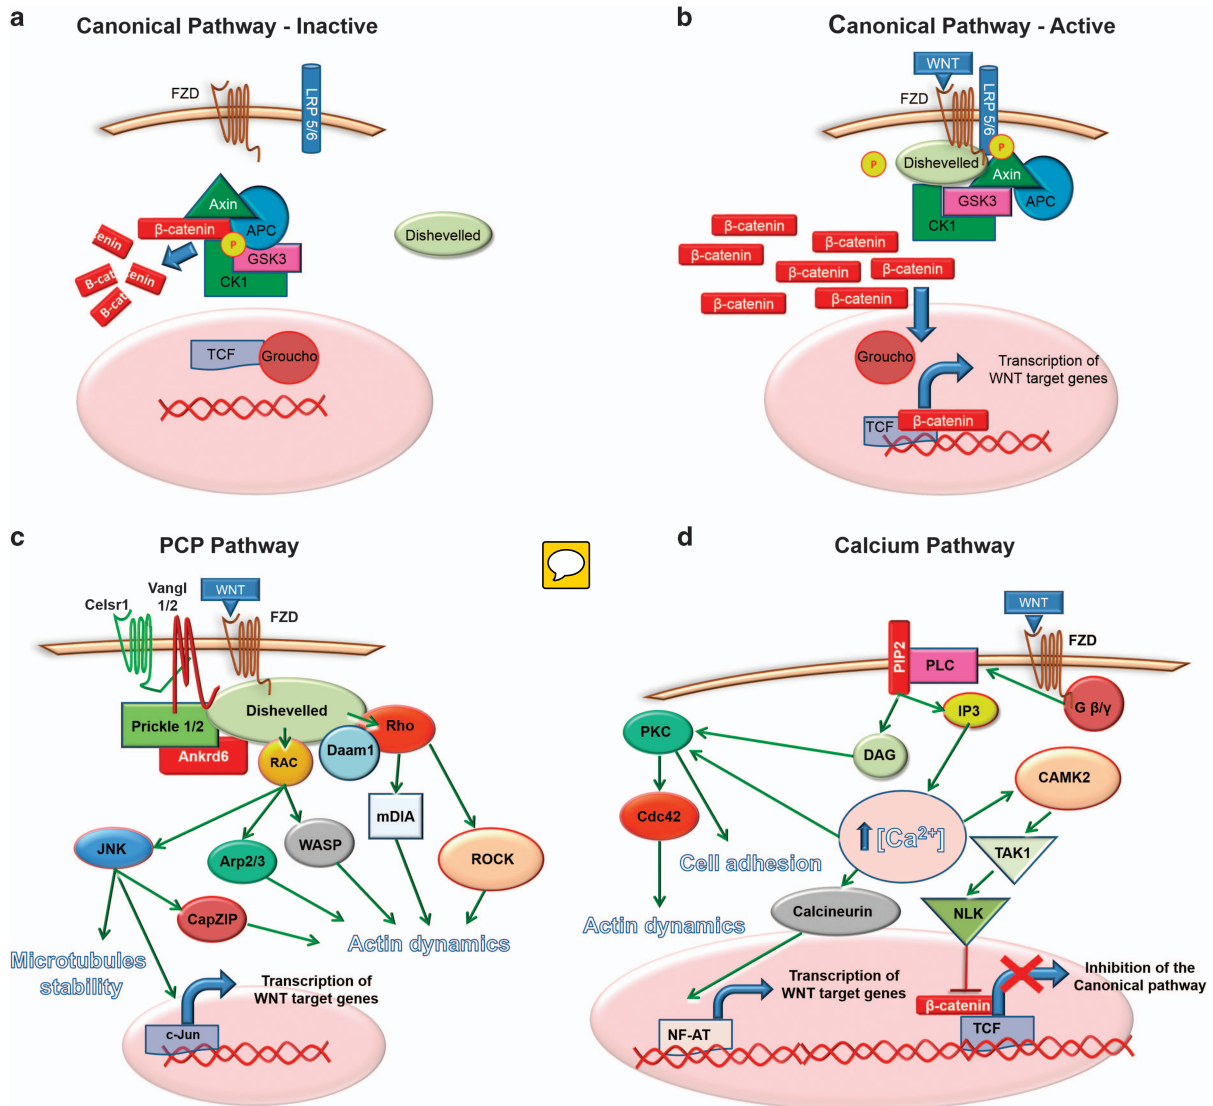 a
Canonical Pathway - Inactive
FZD
LRP 5/6
Axin
APC
β-catenin
P
GSK3
CK1
enin
B-cat
enin
B-cat
Dishevelled
TCF
Groucho
b
Canonical Pathway - Active
WNT
FZD
LRP 5/6
P
Dishevelled
P
Axin
GSK3
APC
CK1
β-catenin
β-catenin
β-catenin
β-catenin
β-catenin
β-catenin
β-catenin
Groucho
Transcription of
WNT target genes
TCF
β-catenin
c
PCP Pathway
Celsr1
Vangl
1/2
WNT
FZD
Dishevelled
Prickle 1/2
Ankrd6
RAC
Daam1
Rho
mDIA
JNK
Arp2/3
WASP
ROCK
CapZIP
Actin dynamics
Microtubules
stability
Transcription of
WNT target genes
c-Jun
d
Calcium Pathway
WNT
FZD
PIP2
PLC
G β/γ
IP3
PKC
DAG
CAMK2
Cdc42
[Ca²⁺]
TAK1
Cell adhesion
Calcineurin
NLK
Actin dynamics
Transcription of
WNT target genes
Inhibition of the
Canonical pathway
β-catenin
NF-AT
TCF